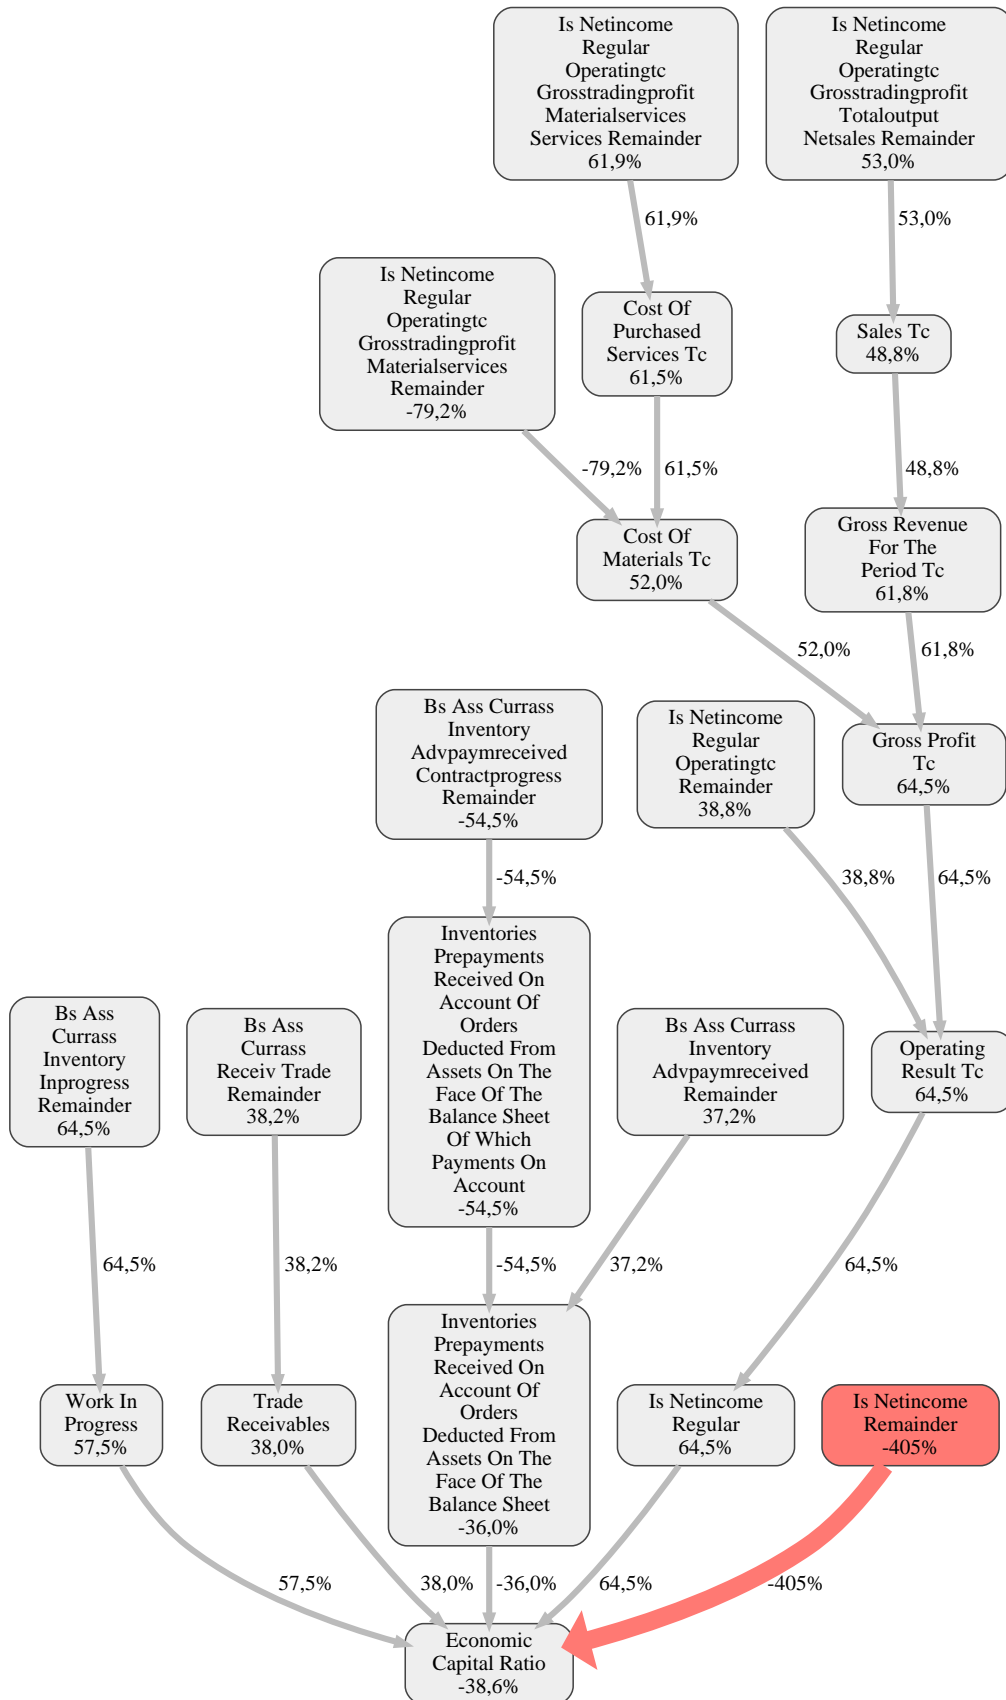 Is Netincome
Regular
Operatingtc
Grosstradingprofit
Materialservices
Services Remainder
61,9%
Is Netincome
Regular
Operatingtc
Grosstradingprofit
Totaloutput
Netsales Remainder
53,0%
61,9%
53,0%
Is Netincome
Regular
Operatingtc
Grosstradingprofit
Materialservices
Remainder
-79,2%
Cost Of
Purchased
Services Tc
61,5%
Sales Tc
48,8%
-79,2%
61,5%
48,8%
Cost Of
Materials Tc
52,0%
Gross Revenue
For The
Period Tc
61,8%
52,0%
61,8%
Bs Ass Currass
Inventory
Advpaymreceived
Contractprogress
Remainder
-54,5%
Is Netincome
Regular
Operatingtc
Remainder
38,8%
Gross Profit
Tc
64,5%
-54,5%
38,8%
64,5%
Inventories
Prepayments
Received On
Account Of
Orders
Deducted From
Assets On The
Face Of The
Balance Sheet
Of Which
Payments On
Account
-54,5%
Bs Ass
Currass
Inventory
Inprogress
Remainder
64,5%
Bs Ass
Currass
Receiv Trade
Remainder
38,2%
Bs Ass Currass
Inventory
Advpaymreceived
Remainder
37,2%
Operating
Result Tc
64,5%
64,5%
38,2%
-54,5%
37,2%
64,5%
Inventories
Prepayments
Received On
Account Of
Orders
Deducted From
Assets On The
Face Of The
Balance Sheet
-36,0%
Work In
Progress
57,5%
Trade
Receivables
38,0%
Is Netincome
Regular
64,5%
Is Netincome
Remainder
-405%
57,5%
38,0%
-36,0%
64,5%
-405%
Economic
Capital Ratio
-38,6%